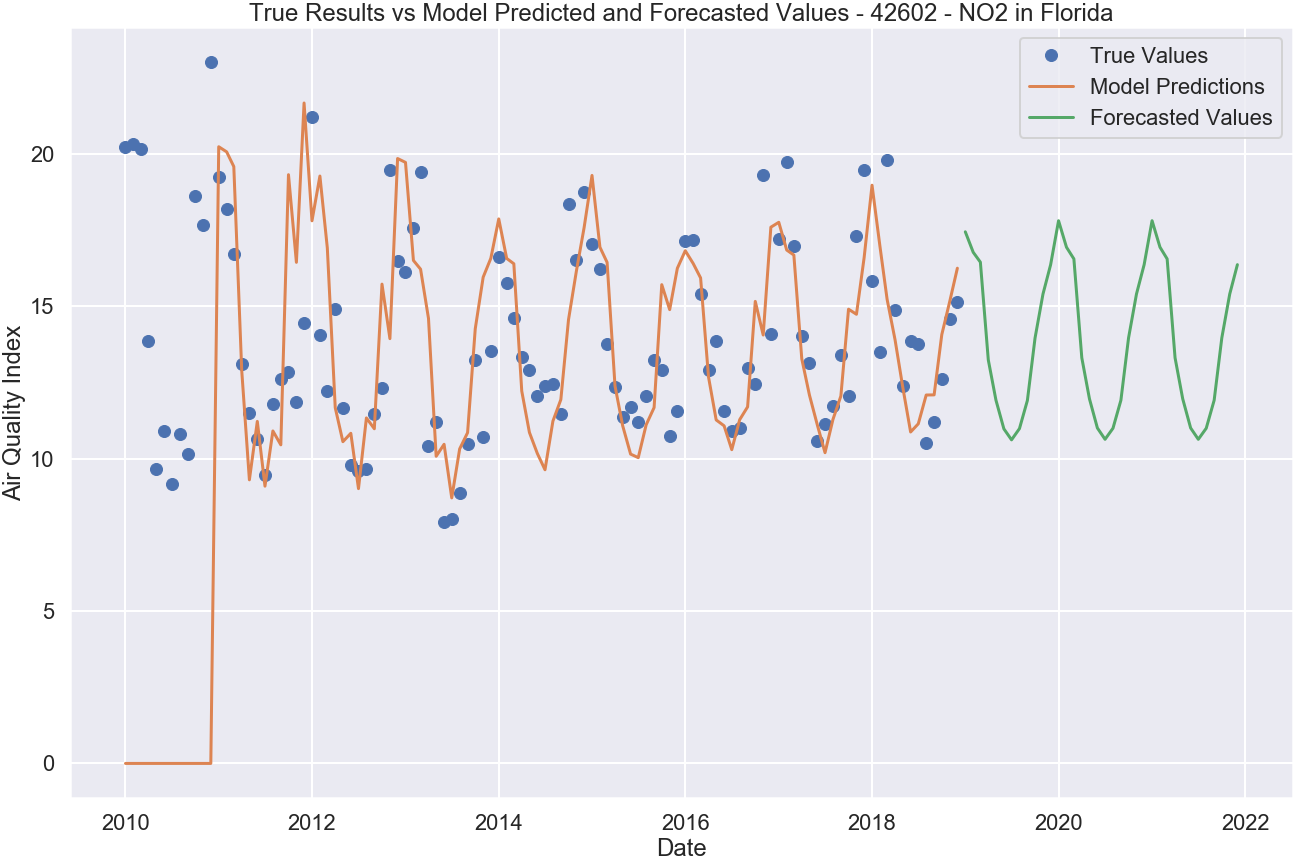 True Results vs Model Predicted and Forecasted Values - 42602 - NO2 in Florida
True Values
Model Predictions
Forecasted Values
Air Quality Index
20
15
10
5
0
2010 2012 2014 2016 2018 2020 2022
Date